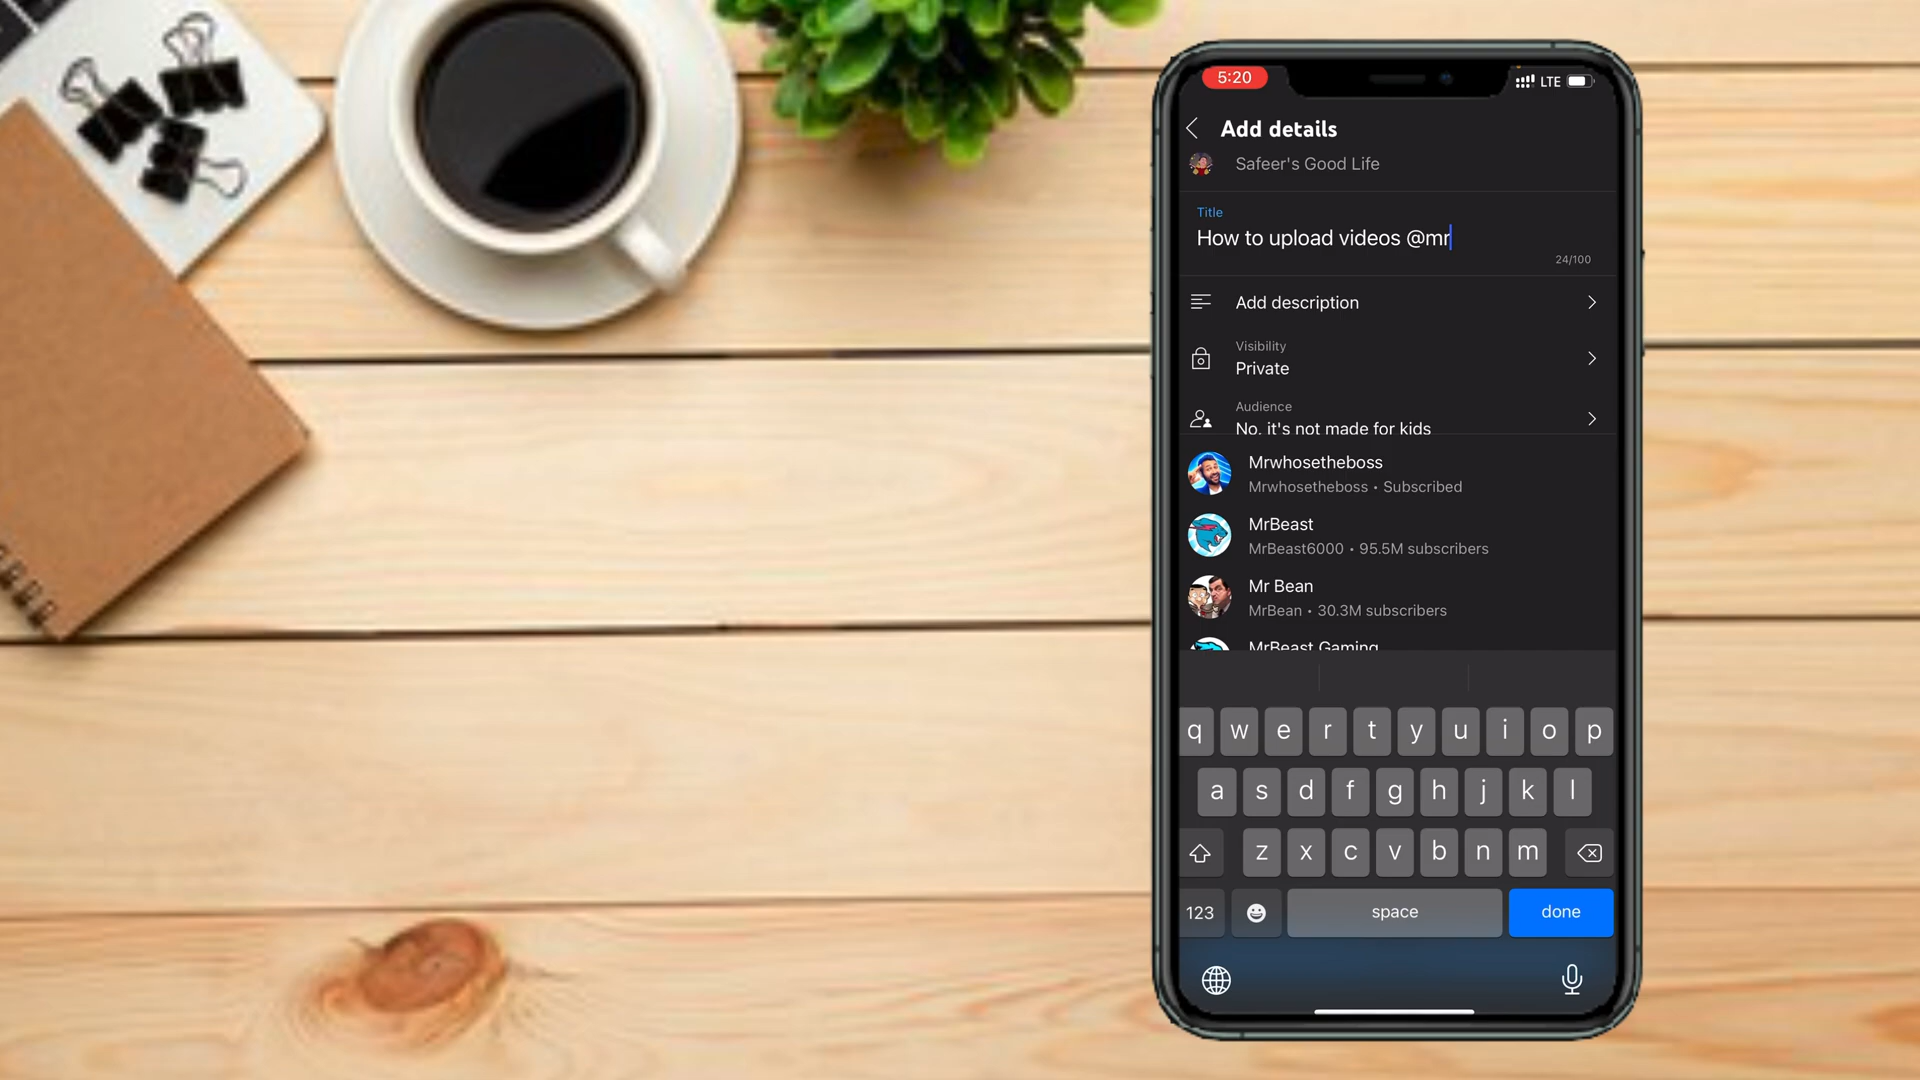 5:20
LTE
Add details
Safeer's Good Life
Title
How to upload videos @mr
24/100
Add description
Visibility
Private
Audience
No, it's not made for kids
Mrwhosetheboss
Mrwhosetheboss • Subscribed
MrBeast
MrBeast6000 • 95.5M subscribers
Mr Bean
MrBean • 30.3M subscribers
MrBeast Gaming
q w e r t y u i o p
a s d f g h j k l
z x c v b n m
123 space done